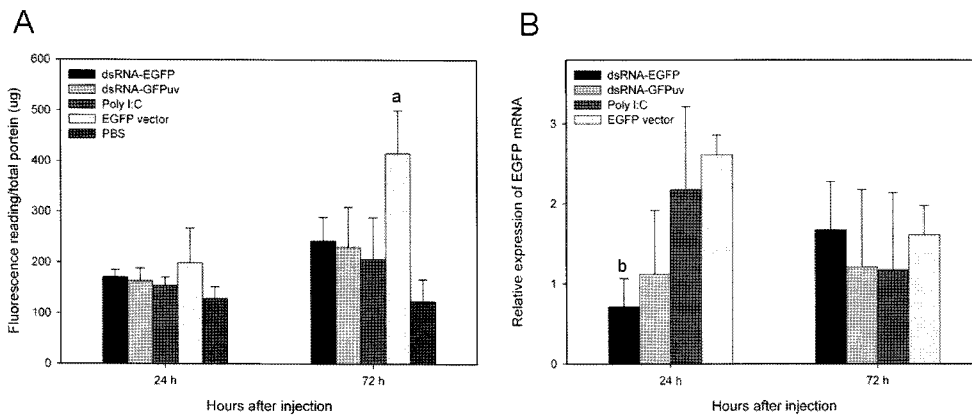 A
Fluorescence reading/total portein (ug)
600
500
400
300
200
100
0
dsRNA-EGFP
dsRNA-GFPuv
Poly I:C
EGFP vector
PBS
a
24 h
72 h
Hours after injection
B
Relative expression of EGFP mRNA
3
2
1
0
dsRNA-EGFP
dsRNA-GFPuv
Poly I:C
EGFP vector
b
24 h
72 h
Hours after injection